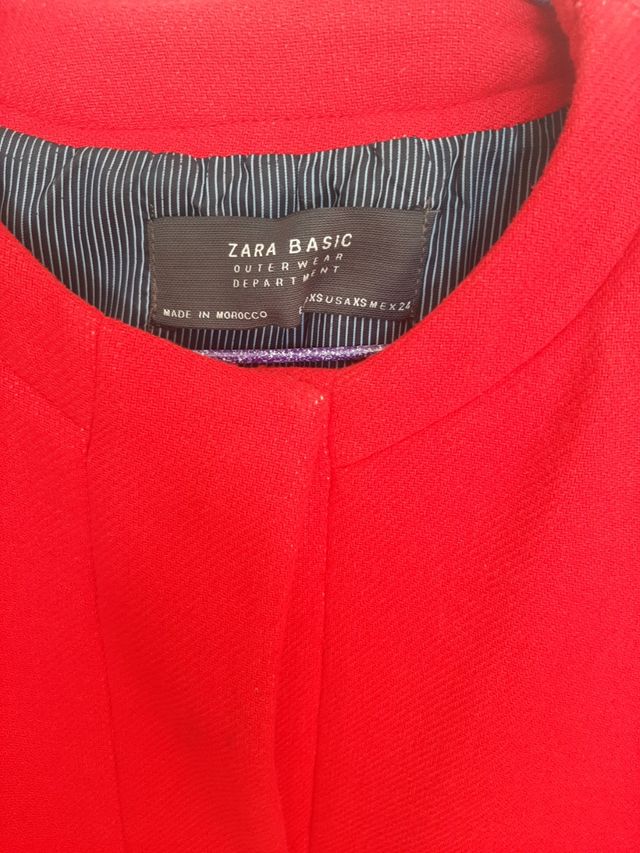 ZARA BASIC
OUTERWEAR
DEPARTMENT
XS USA XS MEX 24
MADE IN MOROCCO